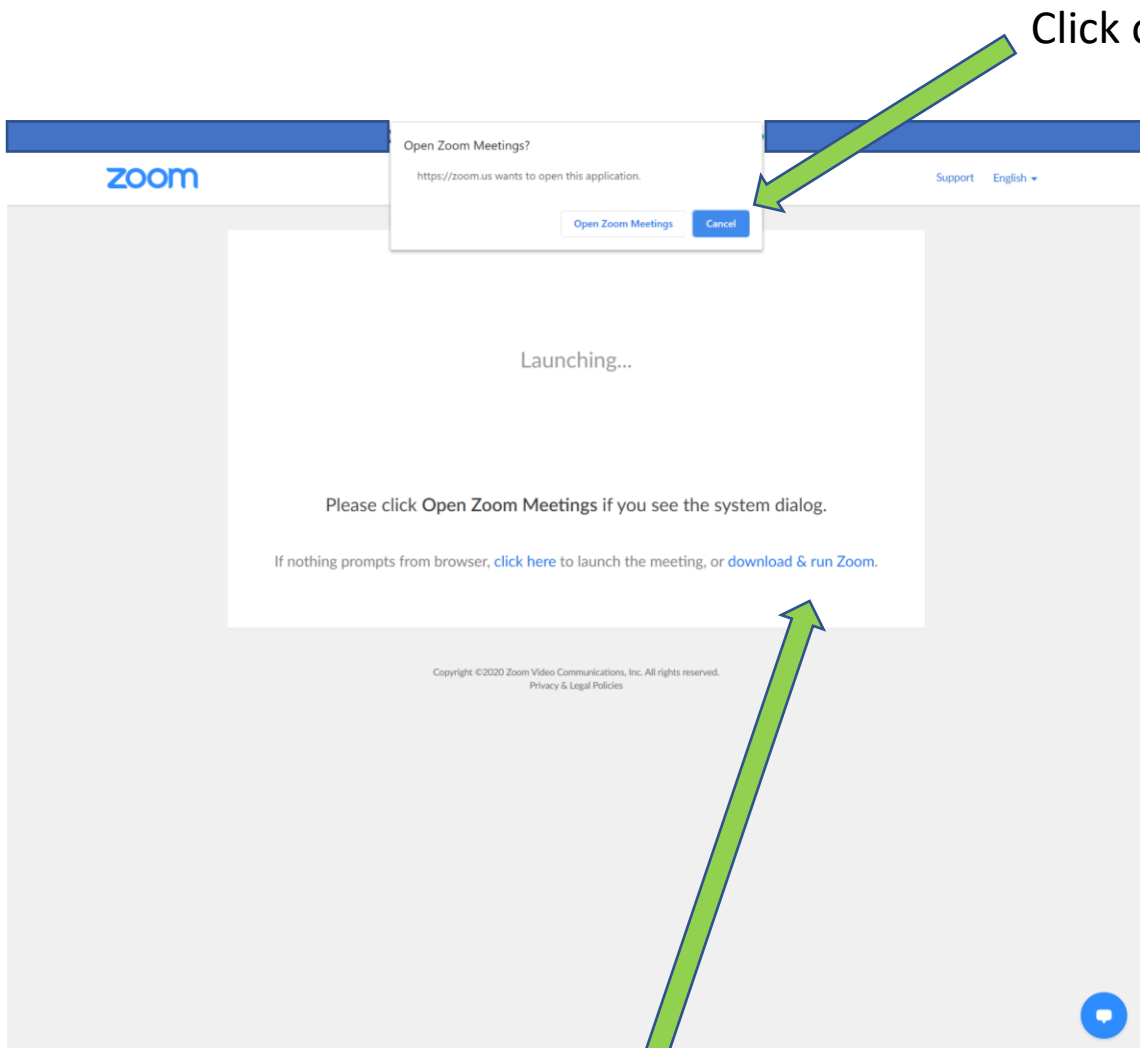 Click
Open Zoom Meetings?
https://zoom.us wants to open this application.
Open Zoom Meetings Cancel
zoom
Support English
Launching...
Please click Open Zoom Meetings if you see the system dialog.
If nothing prompts from browser, click here to launch the meeting, or download & run Zoom.
Copyright ©2020 Zoom Video Communications, Inc. All rights reserved.
Privacy & Legal Policies